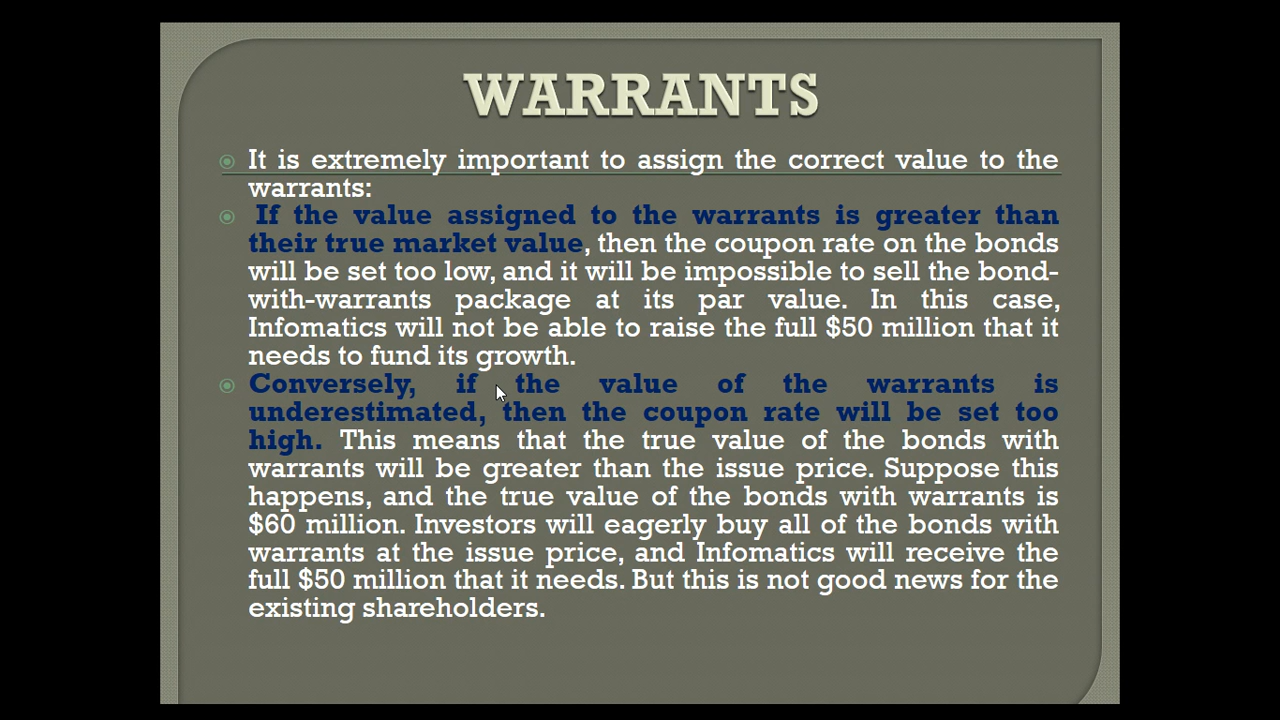 WARRANTS
It is extremely important to assign the correct value to the
warrants:
If the value assigned to the warrants is greater than
their true market value, then the coupon rate on the bonds
will be set too low, and it will be impossible to sell the bond-
with-warrants package at its par value. In this case,
Infomatics will not be able to raise the full $50 million that it
needs to fund its growth.
Conversely, if the value of the warrants is
underestimated, then the coupon rate will be set too
high. This means that the true value of the bonds with
warrants will be greater than the issue price. Suppose this
happens, and the true value of the bonds with warrants is
$60 million. Investors will eagerly buy all of the bonds with
warrants at the issue price, and Infomatics will receive the
full $50 million that it needs. But this is not good news for the
existing shareholders.